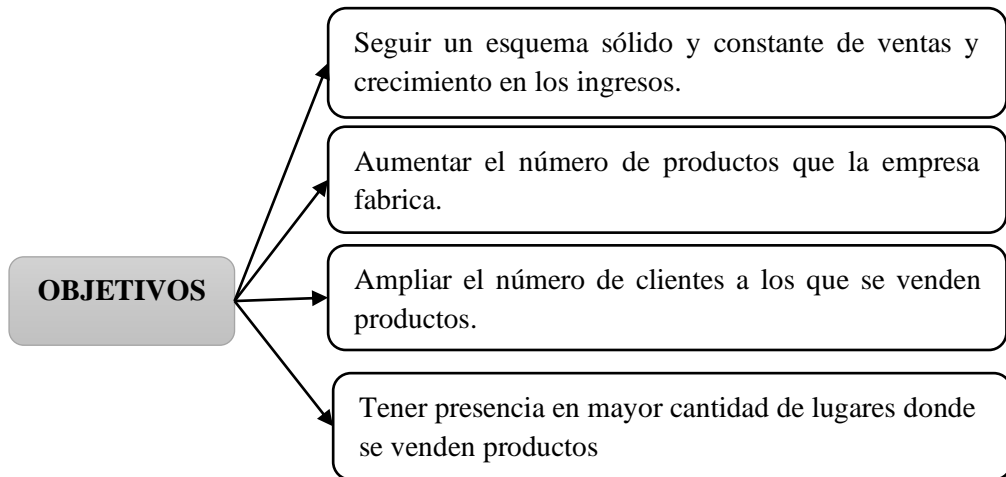 Seguir un esquema sólido y constante de ventas y
crecimiento en los ingresos.
Aumentar el número de productos que la empresa
fabrica.
OBJETIVOS
Ampliar el número de clientes a los que se venden
productos.
Tener presencia en mayor cantidad de lugares donde
se venden productos